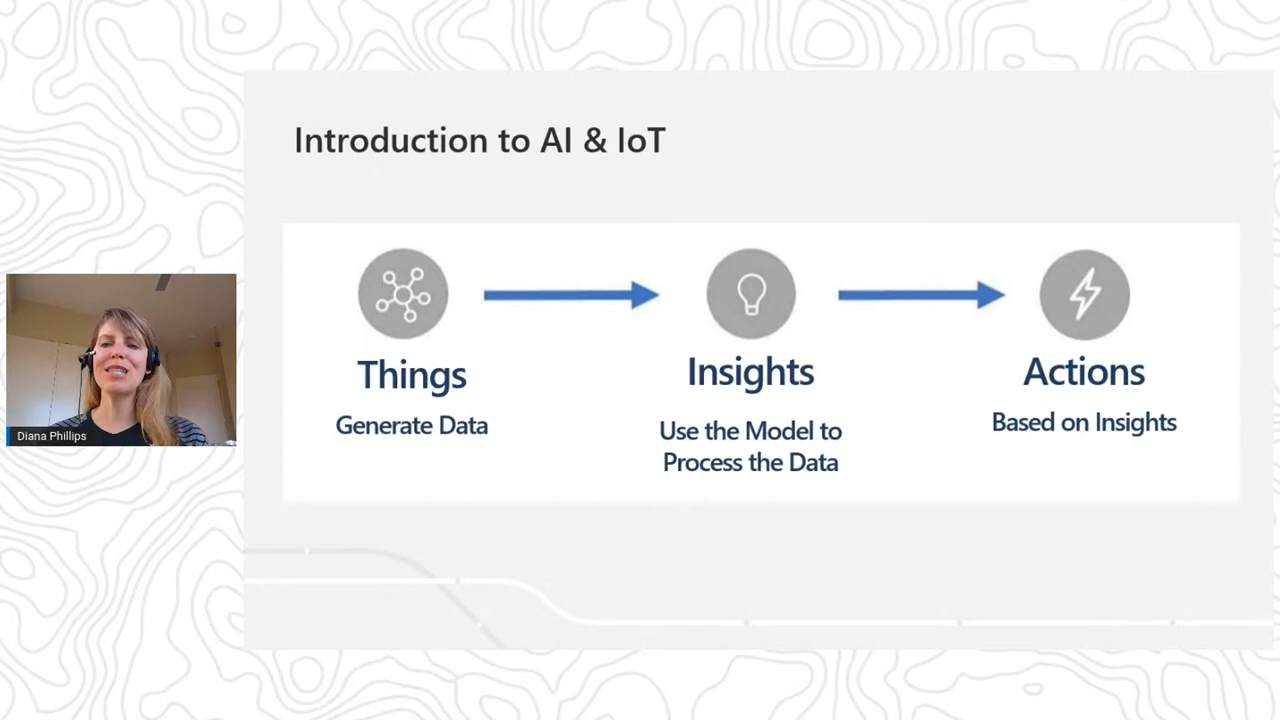 Introduction to AI & IoT
Things
Generate Data
Insights
Use the Model to
Process the Data
Actions
Based on Insights
Diana Phillips